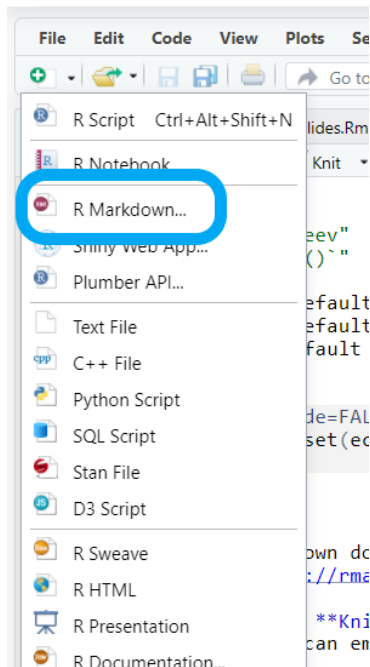 File Edit Code View Plots Se
Go to
R Script Ctrl+Alt+Shift+N
lides.Rm
R Notebook
Knit
R Markdown...
eev"
Shiny Web App...
()`"
Plumber API...
efault
Text File
efault
fault
C++ File
Python Script
de=FAL
SQL Script
set(ec
Stan File
D3 Script
R Sweave
own do
R HTML
://rma
R Presentation
**Kni
can em
R Documentation...